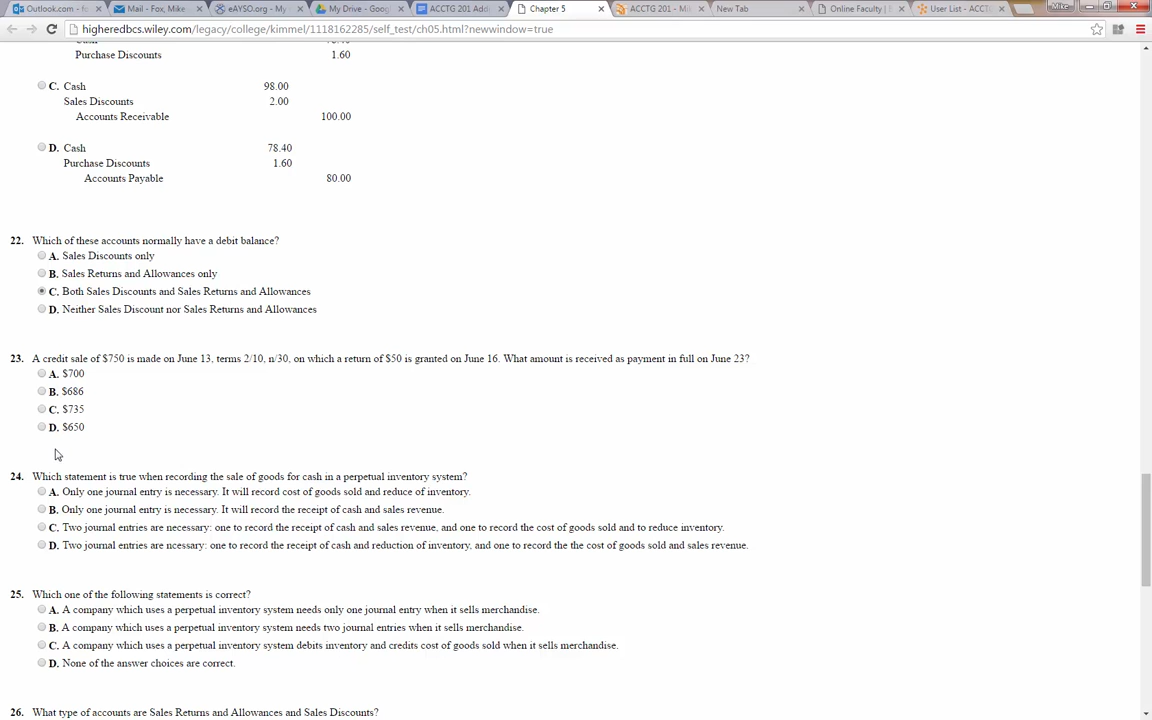 Outlook.com - fo
Mail - Fox, Mike
eAYSO.org - My
My Drive - Goog
ACCTG 201 Addi
Chapter 5
ACCTG 201 - Mi
New Tab
Online Faculty | E
User List - ACCTG
Mike
higheredbcs.wiley.com/legacy/college/kimmel/1118162285/self_test/ch05.html?newwindow=true
Purchase Discounts 1.60
C. Cash 98.00
Sales Discounts 2.00
Accounts Receivable 100.00
D. Cash 78.40
Purchase Discounts 1.60
Accounts Payable 80.00
22. Which of these accounts normally have a debit balance?
A. Sales Discounts only
B. Sales Returns and Allowances only
C. Both Sales Discounts and Sales Returns and Allowances
D. Neither Sales Discount nor Sales Returns and Allowances
23. A credit sale of $750 is made on June 13, terms 2/10, n/30, on which a return of $50 is granted on June 16. What amount is received as payment in full on June 23?
A. $700
B. $686
C. $735
D. $650
24. Which statement is true when recording the sale of goods for cash in a perpetual inventory system?
A. Only one journal entry is necessary. It will record cost of goods sold and reduce of inventory.
B. Only one journal entry is necessary. It will record the receipt of cash and sales revenue.
C. Two journal entries are necessary: one to record the receipt of cash and sales revenue, and one to record the cost of goods sold and to reduce inventory.
D. Two journal entries are ncessary: one to record the receipt of cash and reduction of inventory, and one to record the the cost of goods sold and sales revenue.
25. Which one of the following statements is correct?
A. A company which uses a perpetual inventory system needs only one journal entry when it sells merchandise.
B. A company which uses a perpetual inventory system needs two journal entries when it sells merchandise.
C. A company which uses a perpetual inventory system debits inventory and credits cost of goods sold when it sells merchandise.
D. None of the answer choices are correct.
26. What type of accounts are Sales Returns and Allowances and Sales Discounts?